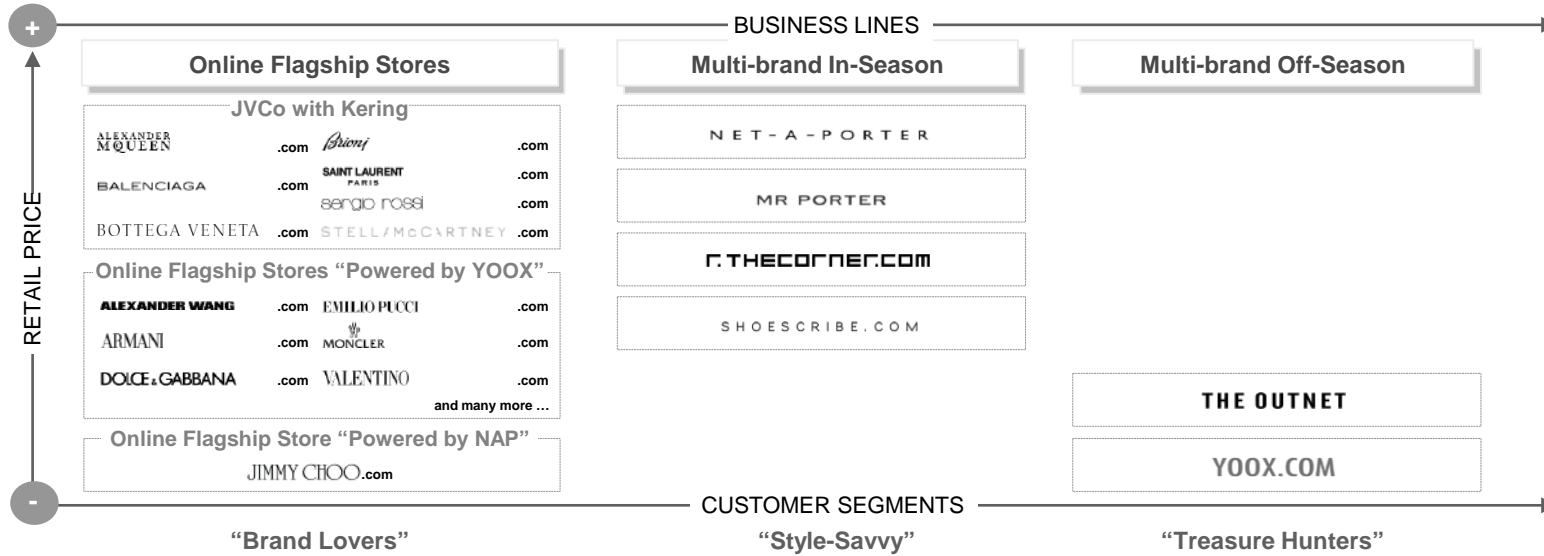 +
BUSINESS LINES
Online Flagship Stores
Multi-brand In-Season
Multi-brand Off-Season
JVCo with Kering
ALEXANDER
MQUEEN .com
Brioni .com
BALENCIAGA .com
SAINT LAURENT
PARIS .com
sergio rossi .com
BOTTEGA VENETA .com
STELLA McCARTNEY .com
Online Flagship Stores “Powered by YOOX”
ALEXANDER WANG .com
EMILIO PUCCI .com
ARMANI .com
MONCLER .com
DOLCE & GABBANA .com
VALENTINO .com
and many more …
Online Flagship Store “Powered by NAP”
JIMMY CHOO.com
NET-A-PORTER
MR PORTER
r. THECORNER.COM
SHOESCRIBE.COM
THE OUTNET
YOOX.COM
RETAIL PRICE
-
CUSTOMER SEGMENTS
“Brand Lovers”
“Style-Savvy”
“Treasure Hunters”